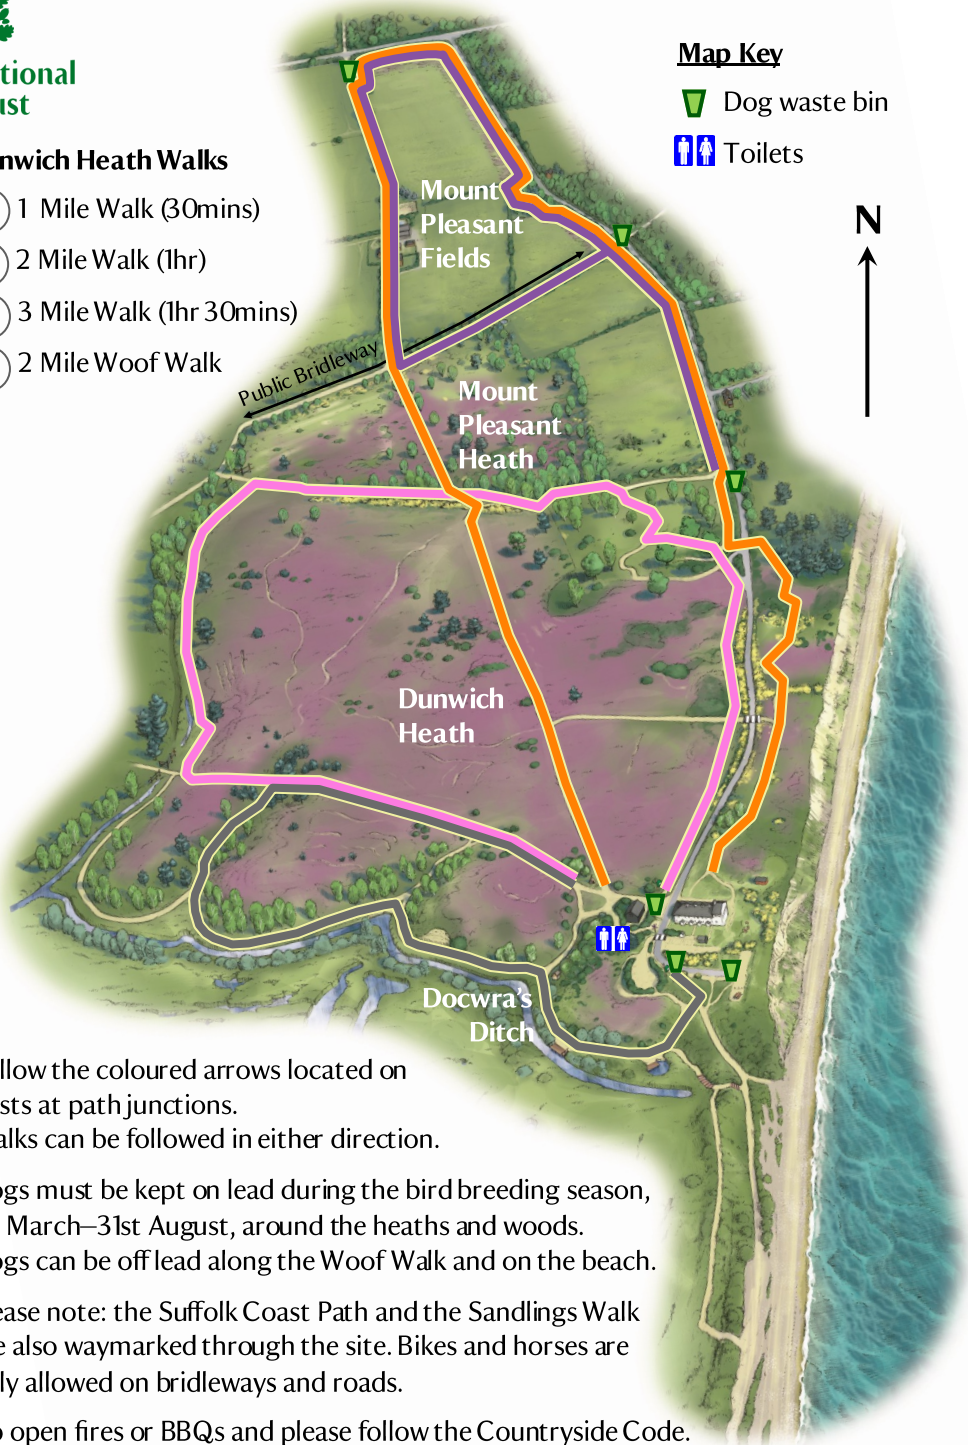 tional
ust
nwich Heath Walks
1 Mile Walk (30mins)
2 Mile Walk (1hr)
3 Mile Walk (1hr 30mins)
2 Mile Woof Walk
Map Key
Dog waste bin
Toilets
N
Mount
Pleasant
Fields
Public Bridleway
Mount
Pleasant
Heath
Dunwich
Heath
Docwra's
Ditch
llow the coloured arrows located on
sts at path junctions.
alks can be followed in either direction.
ogs must be kept on lead during the bird breeding season,
March–31st August, around the heaths and woods.
ogs can be off lead along the Woof Walk and on the beach.
ease note: the Suffolk Coast Path and the Sandlings Walk
e also waymarked through the site. Bikes and horses are
ly allowed on bridleways and roads.
o open fires or BBQs and please follow the Countryside Code.